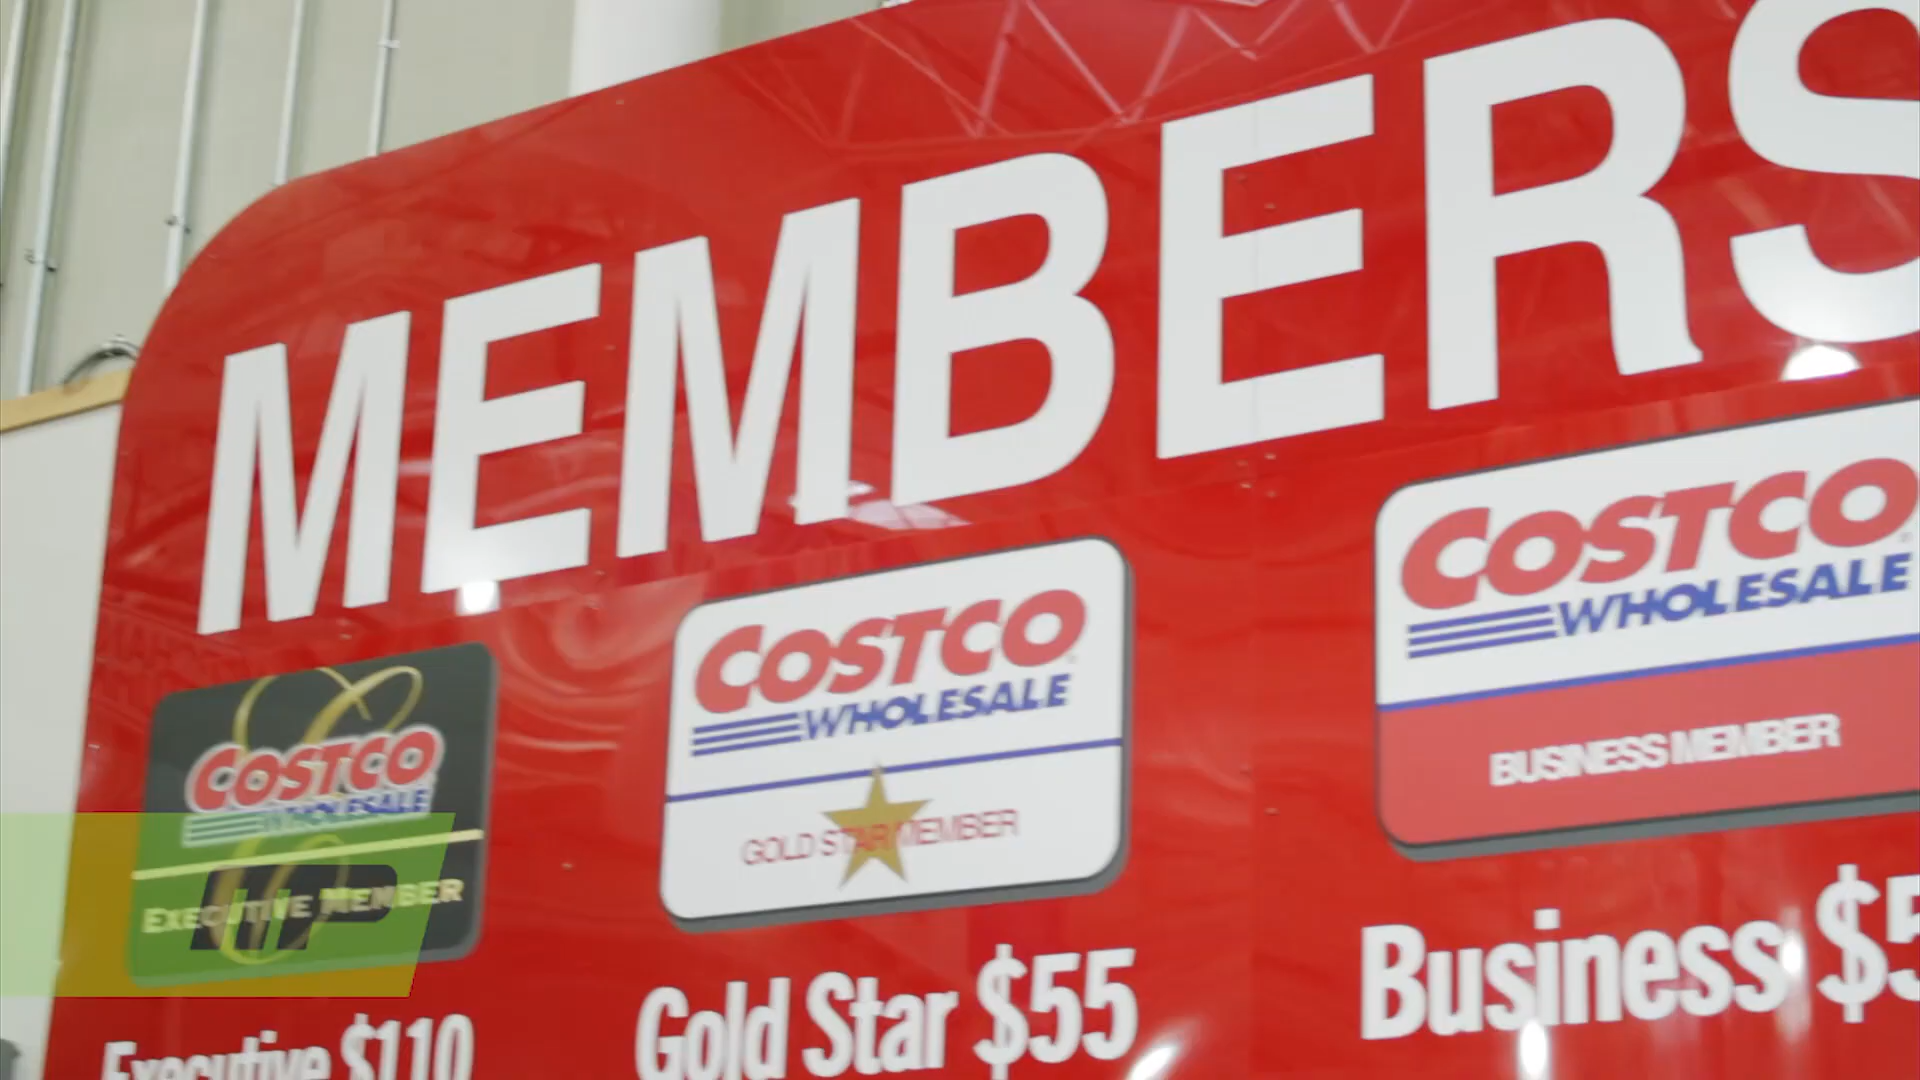 MEMBERS
COSTCO
WHOLESALE
EXECUTIVE MEMBER
Executive $110
COSTCO
WHOLESALE
GOLD STAR MEMBER
Gold Star $55
COSTCO
WHOLESALE
BUSINESS MEMBER
Business $5